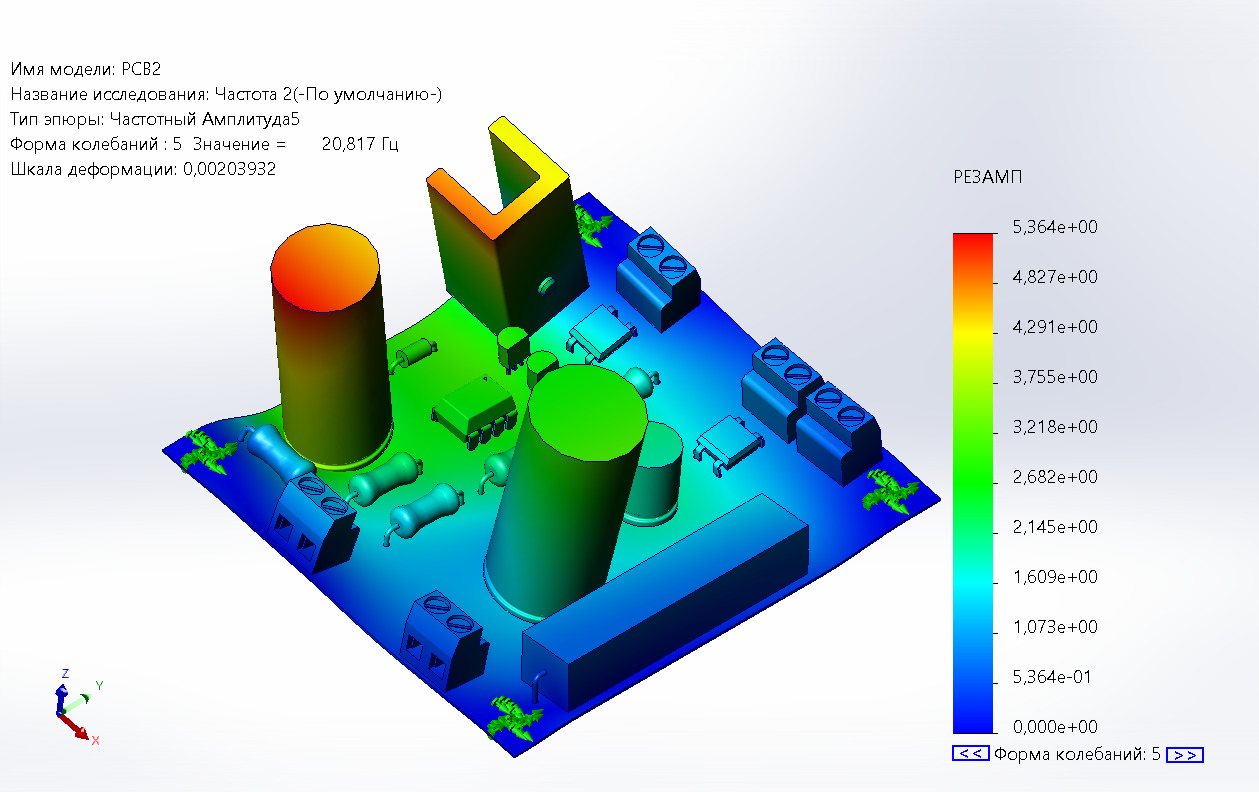 Имя модели: PCB2
Название исследования: Частота 2(-По умолчанию-)
Тип эпюры: Частотный Амплитуда5
Форма колебаний : 5 Значение = 20,817 Гц
Шкала деформации: 0,00203932
РЕЗАМП
5,364e+00
4,827e+00
4,291e+00
3,755e+00
3,218e+00
2,682e+00
2,145e+00
1,609e+00
1,073e+00
5,364e-01
0,000e+00
<< Форма колебаний: 5 >>
Z
Y
X